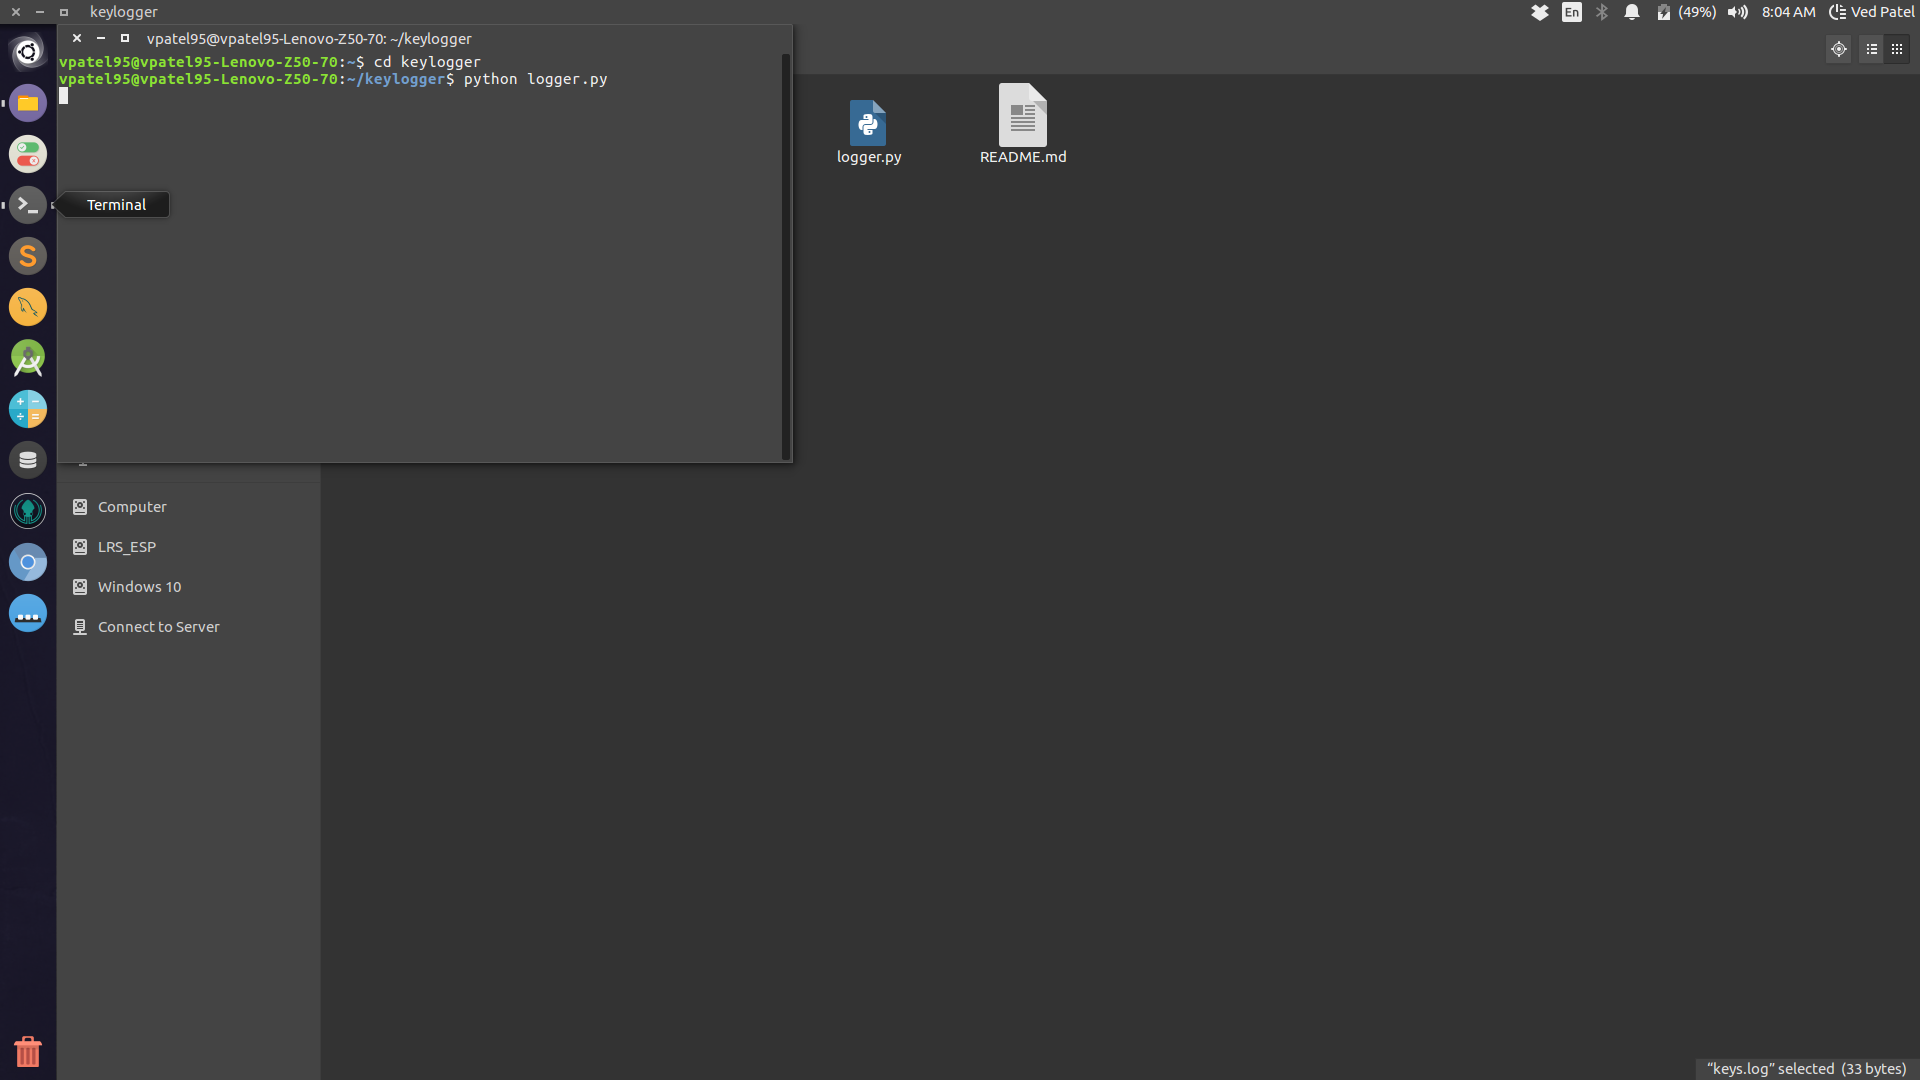 keylogger
En
(49%)
8:04 AM
Ved Patel
vpatel95@vpatel95-Lenovo-Z50-70: ~/keylogger
vpatel95@vpatel95-Lenovo-Z50-70:~$ cd keylogger
vpatel95@vpatel95-Lenovo-Z50-70:~/keylogger$ python logger.py
logger.py
README.md
Terminal
S
Computer
LRS_ESP
Windows 10
Connect to Server
“keys.log” selected (33 bytes)